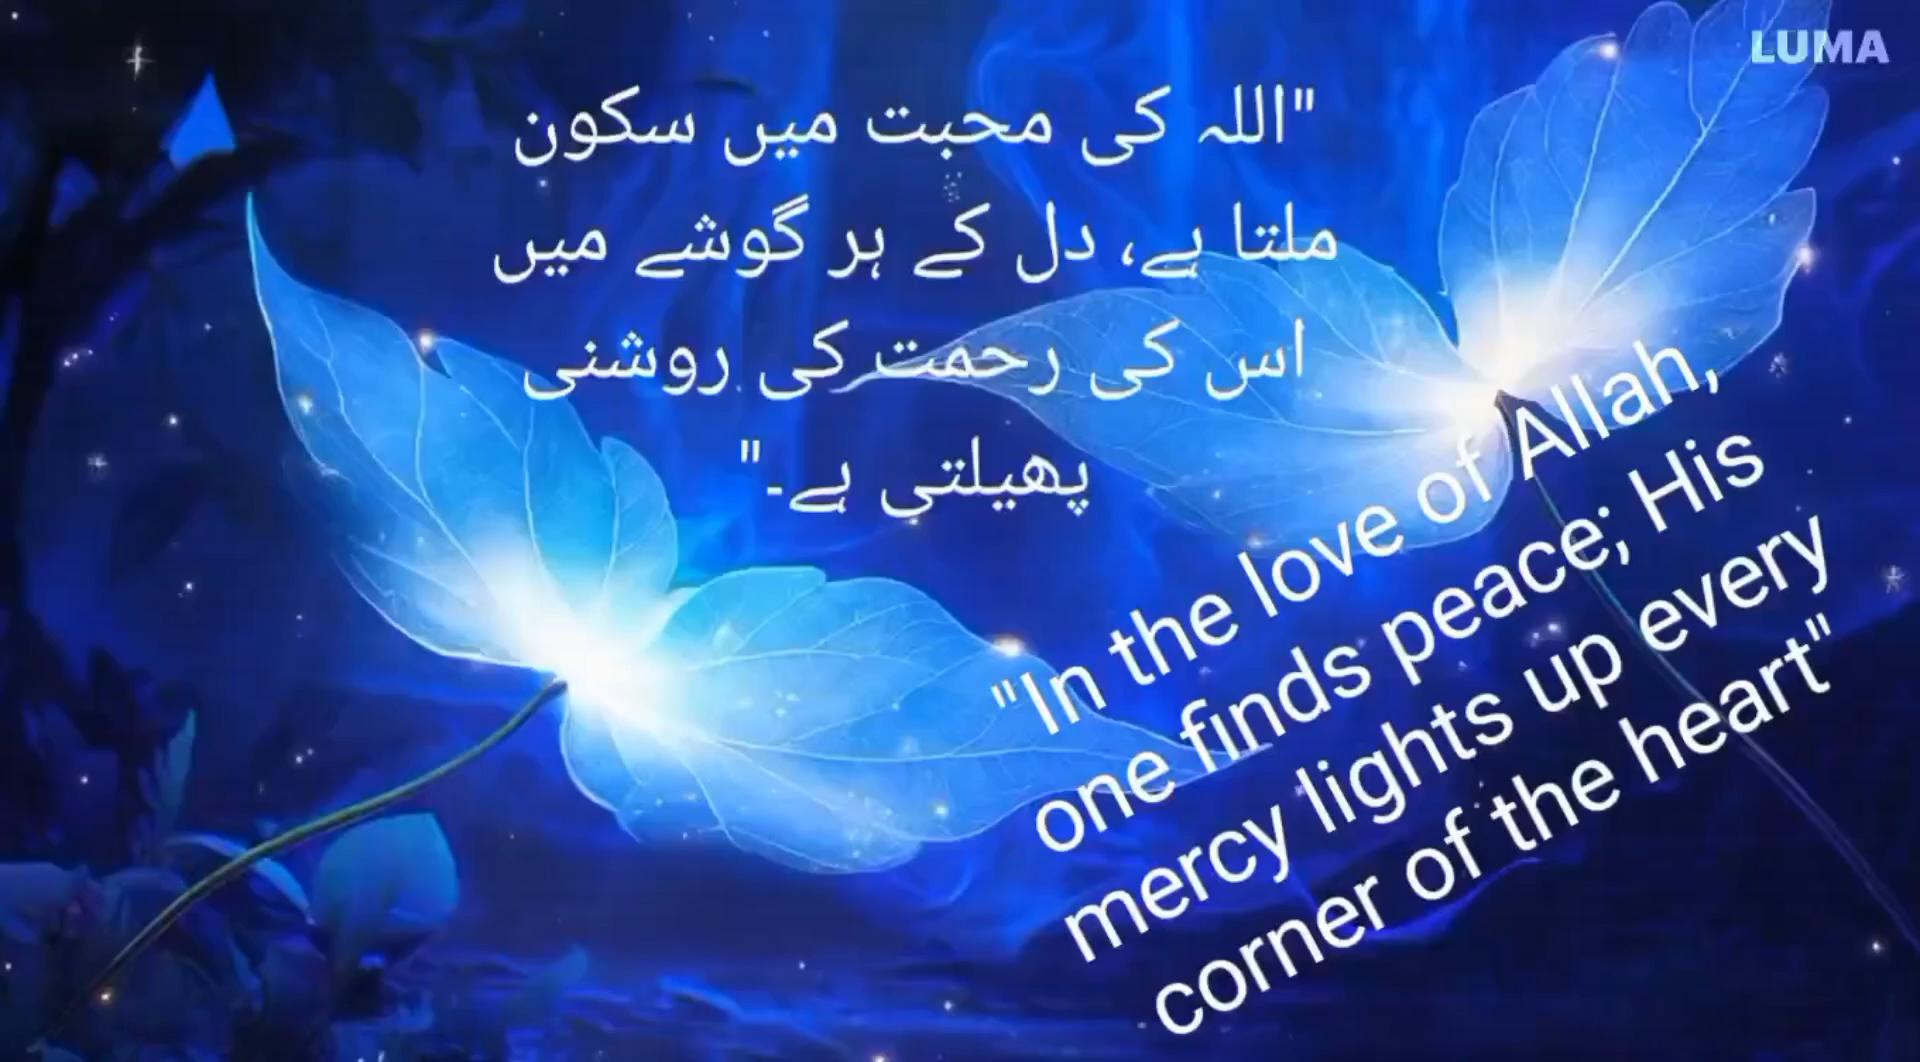 LUMA
"اللہ کی محبت میں سکون
ملتا ہے، دل کے ہر گوشے میں
اس کی رحمت کی روشنی
پھیلتی ہے۔"
"In the love of Allah,
one finds peace; His
mercy lights up every
corner of the heart"